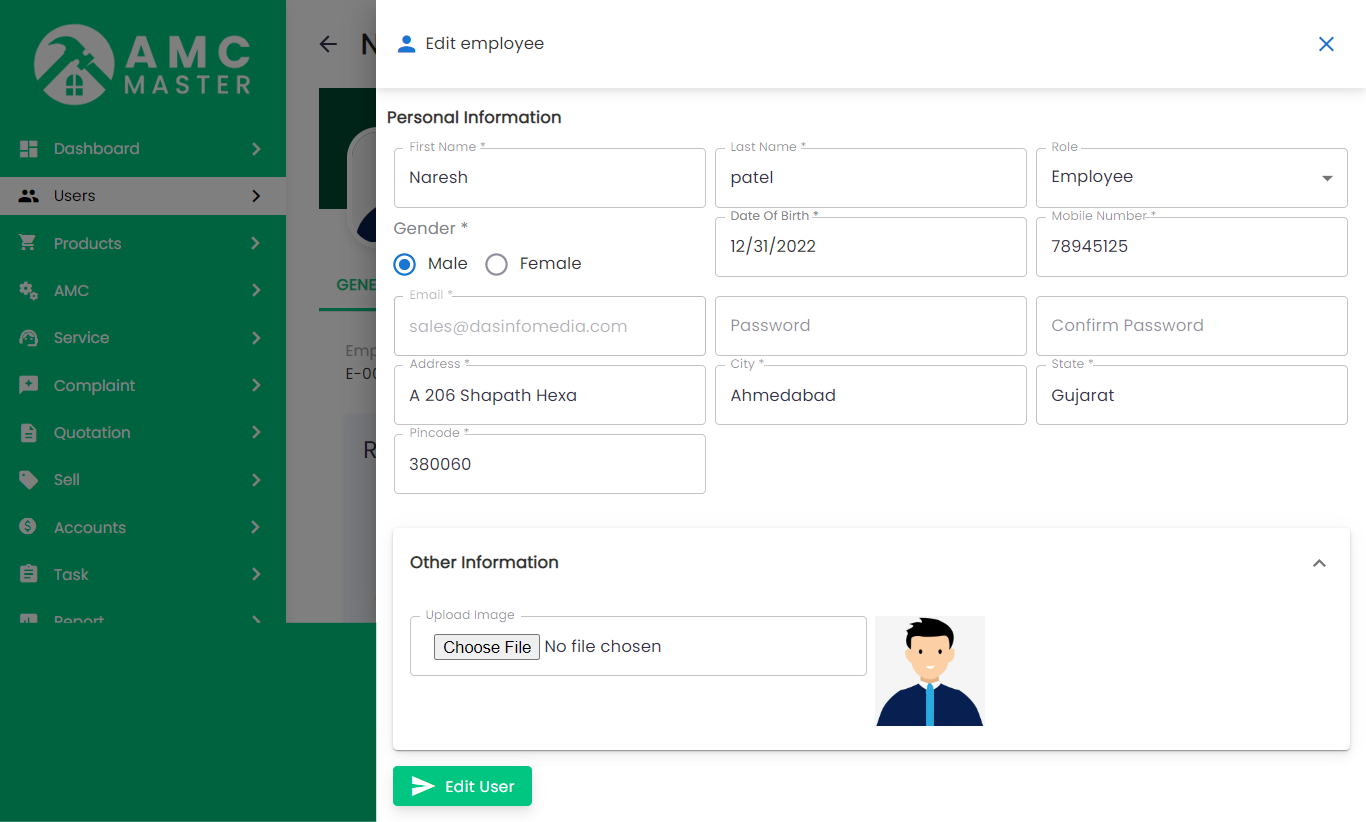 AMC
MASTER
Dashboard
Users
Products
AMC
Service
Complaint
Quotation
Sell
Accounts
Task
Report
N
GENE
Emp
E-00
R
Edit employee
Personal Information
First Name *
Naresh
Last Name *
patel
Role
Employee
Gender *
Male
Female
Date Of Birth *
12/31/2022
Mobile Number *
78945125
Email *
sales@dasinfomedia.com
Password
Confirm Password
Address *
A 206 Shapath Hexa
City *
Ahmedabad
State *
Gujarat
Pincode *
380060
Other Information
Upload Image
Choose File No file chosen
Edit User